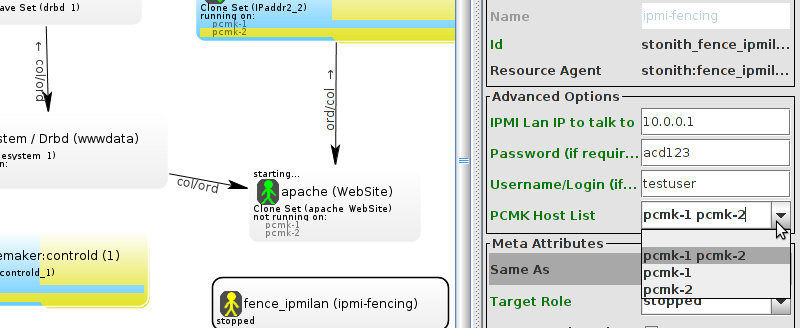 ave Set (drbd 1)
Clone Set (IPaddr2_2)
running on:
pcmk-1
pcmk-2
← col/ord
ord/col →
stem / Drbd (wwwdata)
esystem 1)
n:
col/ord
starting...
apache (WebSite)
Clone Set (apache WebSite)
not running on:
pcmk-1
pcmk-2
emaker:controld (1)
controld_1)
fence_ipmilan (ipmi-fencing)
stopped
Name ipmi-fencing
Id stonith_fence_ipmil...
Resource Agent stonith:fence_ipmil...
Advanced Options
IPMI Lan IP to talk to 10.0.0.1
Password (if requir... acd123
Username/Login (if... testuser
PCMK Host List pcmk-1 pcmk-2
pcmk-1 pcmk-2
pcmk-1
pcmk-2
Meta Attributes
Same As
Target Role stopped